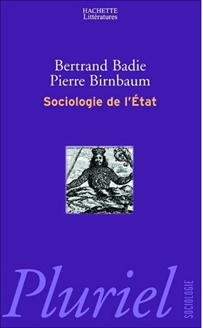 HACHETTE
Littératures
Bertrand Badie
Pierre Birnbaum
Sociologie de l'État
Pluriel
SOCIOLOGIE